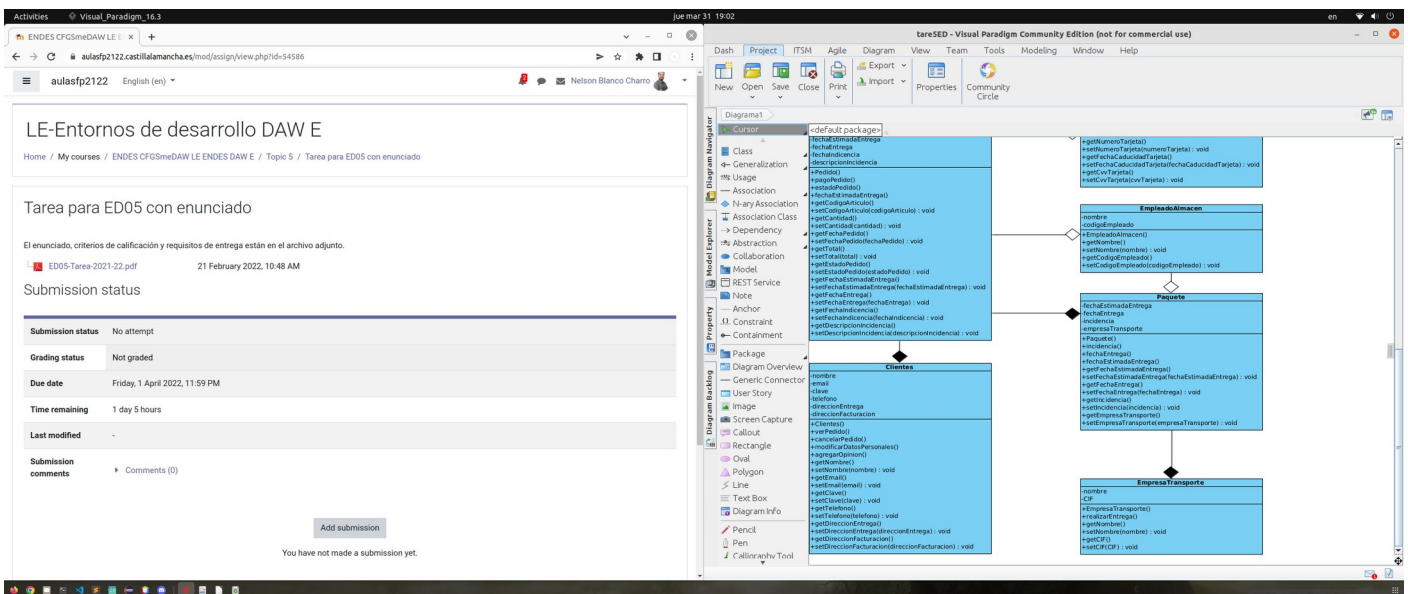 Activities
Visual_Paradigm_16.3
jue mar 31 19:02
en
ENDES CFGSmeDAW LE E
aulasfp2122.castillalamancha.es/mod/assign/view.php?id=54586
aulasfp2122 English (en)
Nelson Blanco Charro
LE-Entornos de desarrollo DAW E
Home / My courses / ENDES CFGSmeDAW LE ENDES DAW E / Topic 5 / Tarea para ED05 con enunciado
Tarea para ED05 con enunciado
El enunciado, criterios de calificación y requisitos de entrega están en el archivo adjunto.
ED05-Tarea-2021-22.pdf 21 February 2022, 10:48 AM
Submission status
Submission status No attempt
Grading status Not graded
Due date Friday, 1 April 2022, 11:59 PM
Time remaining 1 day 5 hours
Last modified -
Submission comments Comments (0)
Add submission
You have not made a submission yet.
tare5ED - Visual Paradigm Community Edition (not for commercial use)
Dash Project ITSM Agile Diagram View Team Tools Modeling Window Help
New Open Save Close Print
Export
Import
Properties
Community Circle
Diagrama1
Diagram Navigator
Model Explorer
Property
Diagram Backlog
Cursor
<default package>
Class
Generalization
Usage
Association
N-ary Association
Association Class
Dependency
Abstraction
Collaboration
Model
REST Service
Note
Anchor
Constraint
Containment
Package
Diagram Overview
Generic Connector
User Story
Image
Screen Capture
Callout
Rectangle
Oval
Polygon
Line
Text Box
Diagram Info
Pencil
Pen
Calligraphy Tool
-fechaEstimadaEntrega
-fechaEntrega
-fechaIndicencia
-descripcionIncidencia
+Pedido()
+pagoPedido()
+estadoPedido()
+fechaEstimadaEntrega()
+getCodigoArticulo()
+setCodigoArticulo(codigoArticulo) : void
+getCantidad()
+setCantidad(cantidad) : void
+getFechaPedido()
+setFechaPedido(fechaPedido) : void
+getTotal()
+setTotal(total) : void
+getEstadoPedido()
+setEstadoPedido(estadoPedido) : void
+getFechaEstimadaEntrega()
+setFechaEstimadaEntrega(fechaEstimadaEntrega) : void
+getFechaEntrega()
+setFechaEntrega(fechaEntrega) : void
+getFechaIndicencia()
+setFechaIndicencia(fechaIndicencia) : void
+getDescripcionIncidencia()
+setDescripcionIncidencia(descripcionIncidencia) : void
Clientes
-nombre
-email
-clave
-telefono
-direccionEntrega
-direccionFacturacion
+Clientes()
+verPedido()
+cancelarPedido()
+modificarDatosPersonales()
+agregarOpinion()
+getNombre()
+setNombre(nombre) : void
+getEmail()
+setEmail(email) : void
+getClave()
+setClave(clave) : void
+getTelefono()
+setTelefono(telefono) : void
+getDireccionEntrega()
+setDireccionEntrega(direccionEntrega) : void
+getDireccionFacturacion()
+setDireccionFacturacion(direccionFacturacion) : void
+getNumeroTarjeta()
+setNumeroTarjeta(numeroTarjeta) : void
+getFechaCaducidadTarjeta()
+setFechaCaducidadTarjeta(fechaCaducidadTarjeta) : void
+getCvvTarjeta()
+setCvvTarjeta(cvvTarjeta) : void
EmpleadoAlmacen
-nombre
-codigoEmpleado
+EmpleadoAlmacen()
+getNombre()
+setNombre(nombre) : void
+getCodigoEmpleado()
+setCodigoEmpleado(codigoEmpleado) : void
Paquete
-fechaEstimadaEntrega
-fechaEntrega
-incidencia
-empresaTransporte
+Paquete()
+incidencia()
+fechaEntrega()
+fechaEstimadaEntrega()
+getFechaEstimadaEntrega()
+setFechaEstimadaEntrega(fechaEstimadaEntrega) : void
+getFechaEntrega()
+setFechaEntrega(fechaEntrega) : void
+getIncidencia()
+setIncidencia(incidencia) : void
+getEmpresaTransporte()
+setEmpresaTransporte(empresaTransporte) : void
EmpresaTransporte
-nombre
-CIF
+EmpresaTransporte()
+realizarEntrega()
+getNombre()
+setNombre(nombre) : void
+getCIF()
+setCIF(CIF) : void